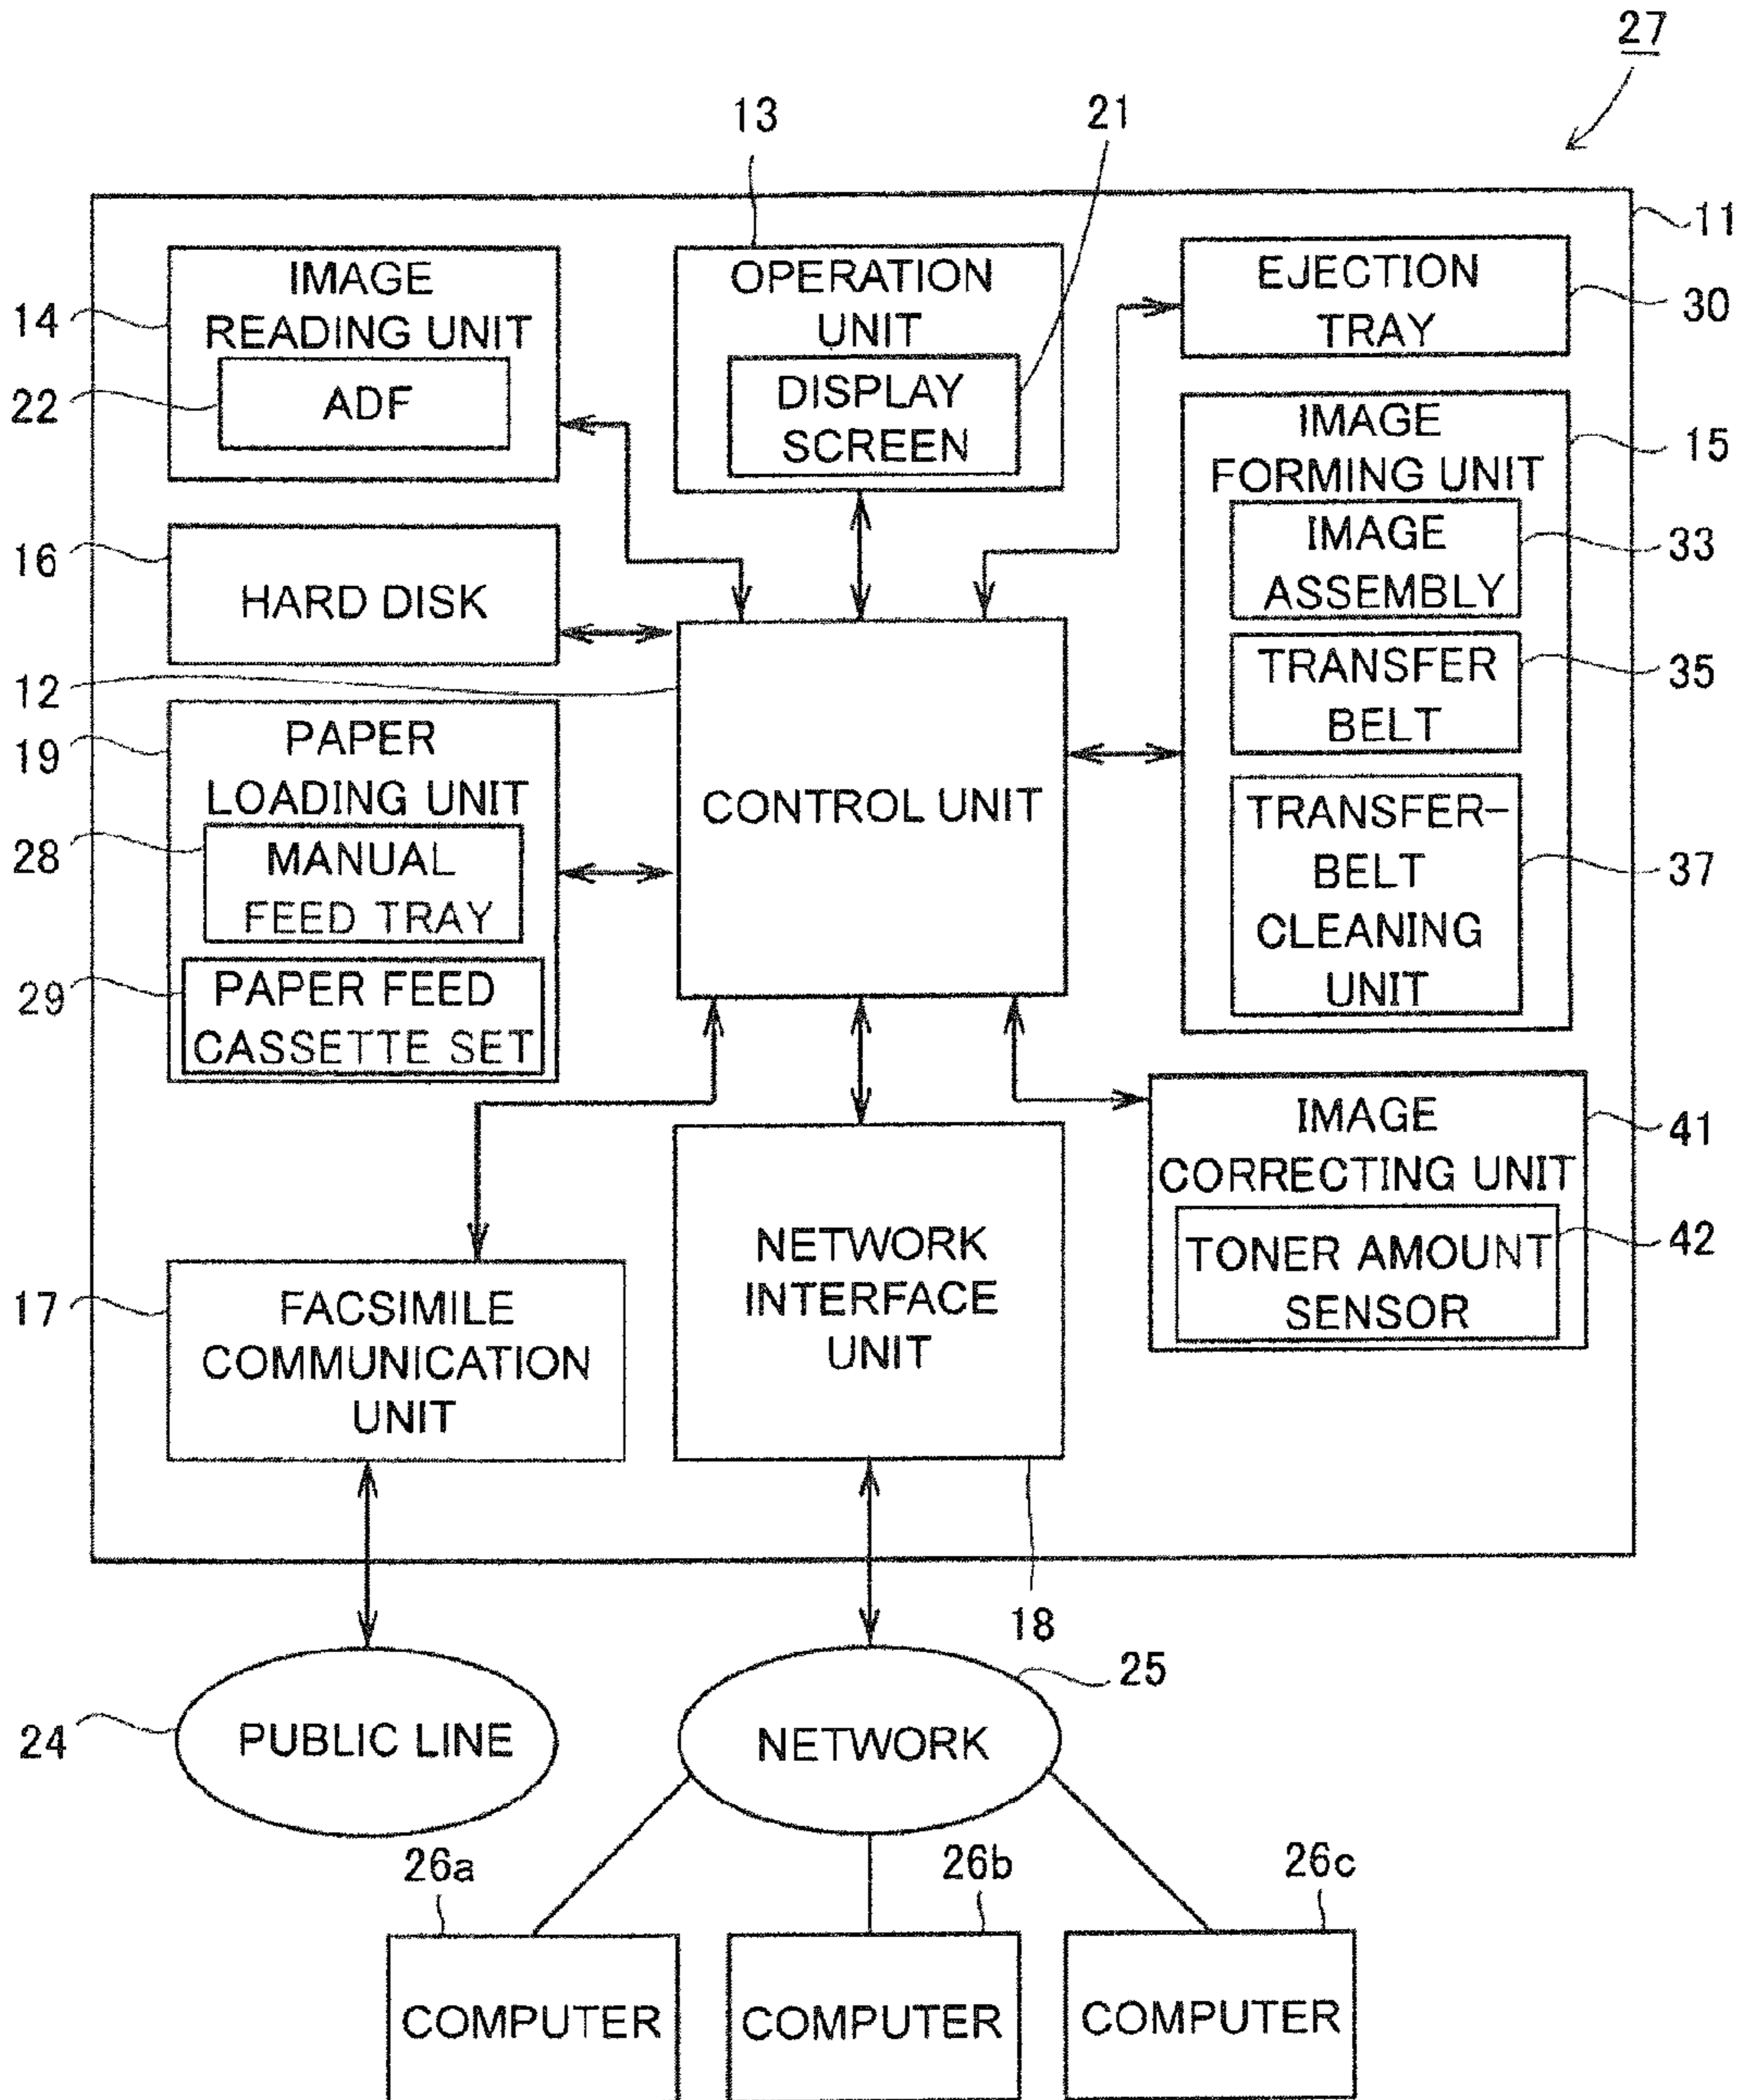 27
13
21
11
IMAGE
READING UNIT
14
ADF
22
OPERATION
UNIT
DISPLAY
SCREEN
EJECTION
TRAY
30
IMAGE
FORMING UNIT
15
IMAGE
ASSEMBLY
33
TRANSFER
BELT
35
TRANSFER-
BELT
CLEANING
UNIT
37
16
HARD DISK
12
CONTROL UNIT
19
PAPER
LOADING UNIT
28
MANUAL
FEED TRAY
29
PAPER FEED
CASSETTE SET
IMAGE
CORRECTING UNIT
41
TONER AMOUNT
SENSOR
42
17
FACSIMILE
COMMUNICATION
UNIT
NETWORK
INTERFACE
UNIT
18
24
PUBLIC LINE
25
NETWORK
26a
26b
26c
COMPUTER
COMPUTER
COMPUTER